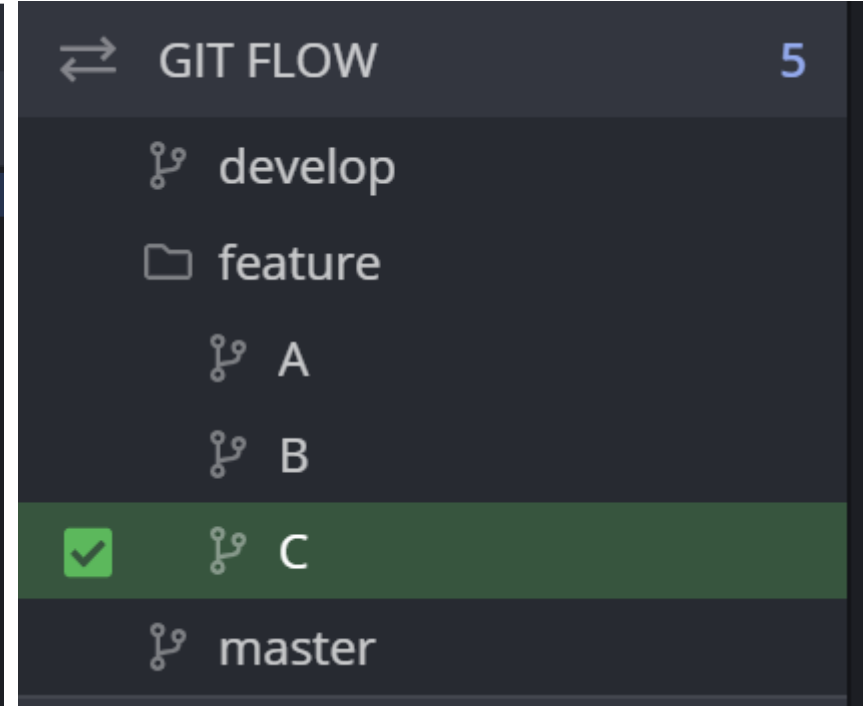 GIT FLOW 5
develop
feature
A
B
C
master